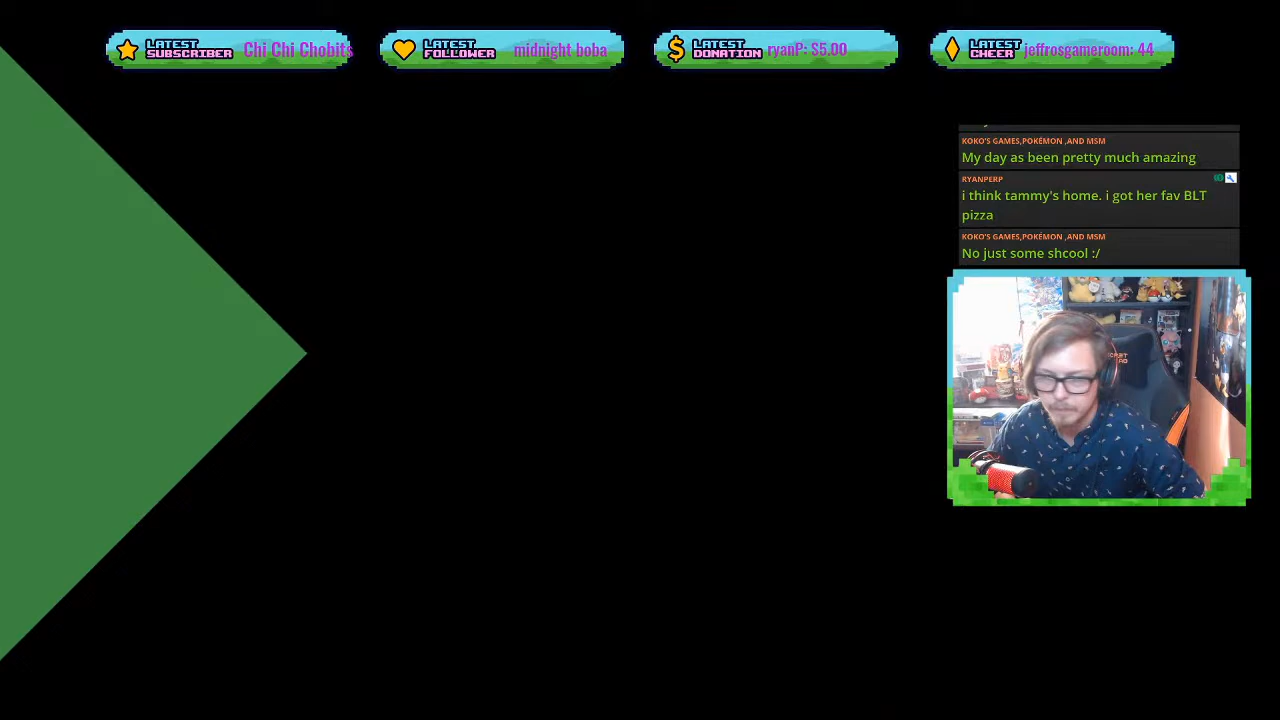 LATEST SUBSCRIBER Chi Chi Chobits
LATEST FOLLOWER midnight boba
LATEST DONATION ryanP: $5.00
LATEST CHEER jeffrosgameroom: 44
KOKO'S GAMES,POKÉMON ,AND MSM
My day as been pretty much amazing
RYANPERP
i think tammy's home. i got her fav BLT
pizza
KOKO'S GAMES,POKÉMON ,AND MSM
No just some shcool :/